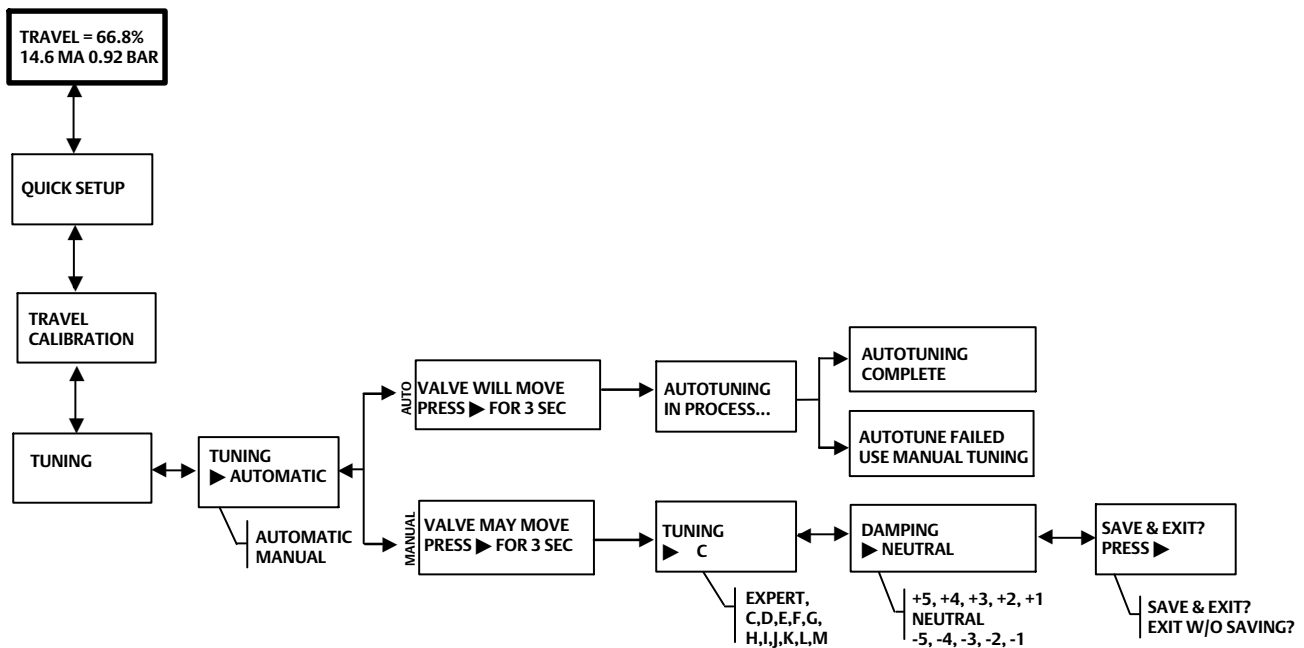 TRAVEL = 66.8%
14.6 MA 0.92 BAR
QUICK SETUP
TRAVEL
CALIBRATION
TUNING
TUNING
▶ AUTOMATIC
AUTOMATIC
MANUAL
AUTO
VALVE WILL MOVE
PRESS ▶ FOR 3 SEC
AUTOTUNING
IN PROCESS...
AUTOTUNING
COMPLETE
AUTOTUNE FAILED
USE MANUAL TUNING
MANUAL
VALVE MAY MOVE
PRESS ▶ FOR 3 SEC
TUNING
▶ C
EXPERT,
C,D,E,F,G,
H,I,J,K,L,M
DAMPING
▶ NEUTRAL
+5, +4, +3, +2, +1
NEUTRAL
-5, -4, -3, -2, -1
SAVE & EXIT?
PRESS ▶
SAVE & EXIT?
EXIT W/O SAVING?